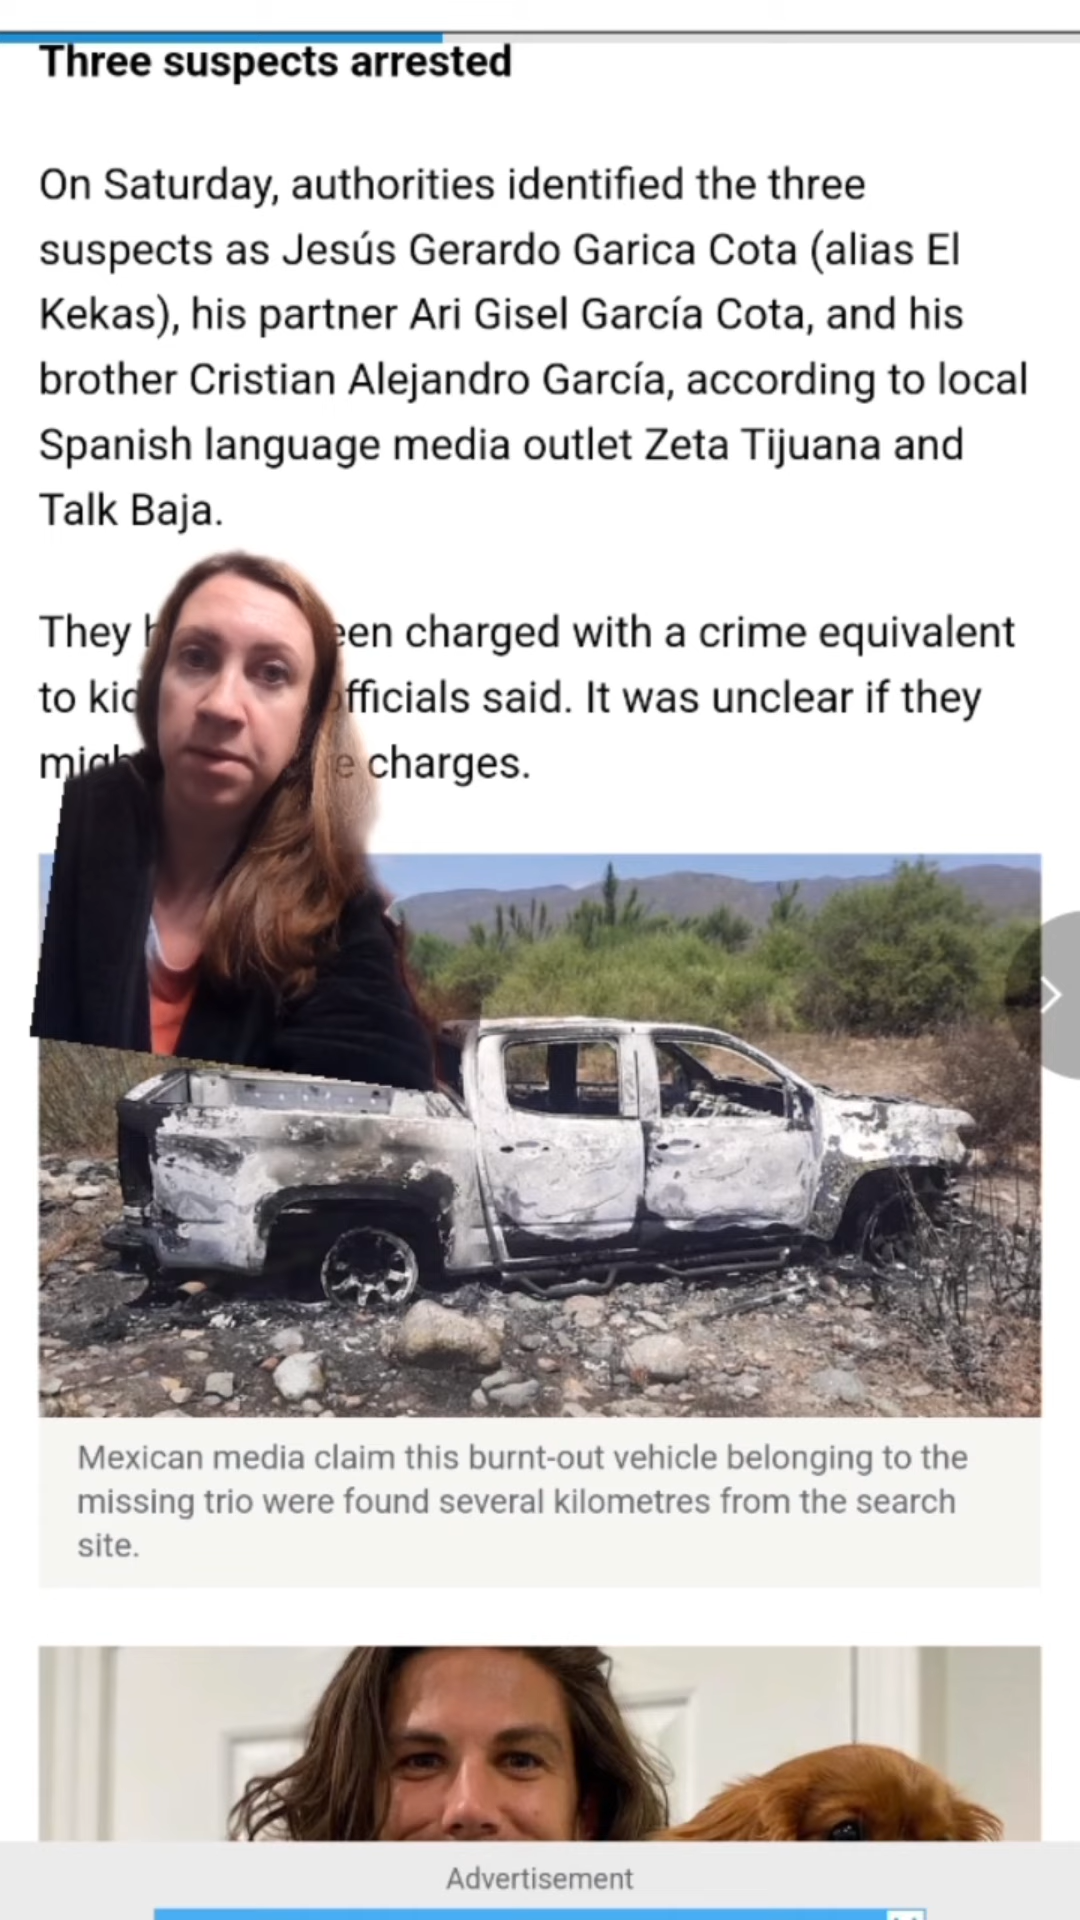 Three suspects arrested
On Saturday, authorities identified the three
suspects as Jesús Gerardo Garica Cota (alias El
Kekas), his partner Ari Gisel García Cota, and his
brother Cristian Alejandro García, according to local
Spanish language media outlet Zeta Tijuana and
Talk Baja.
They charged with a crime equivalent
to officials said. It was unclear if they
charges.
Mexican media claim this burnt-out vehicle belonging to the
missing trio were found several kilometres from the search
site.
Advertisement